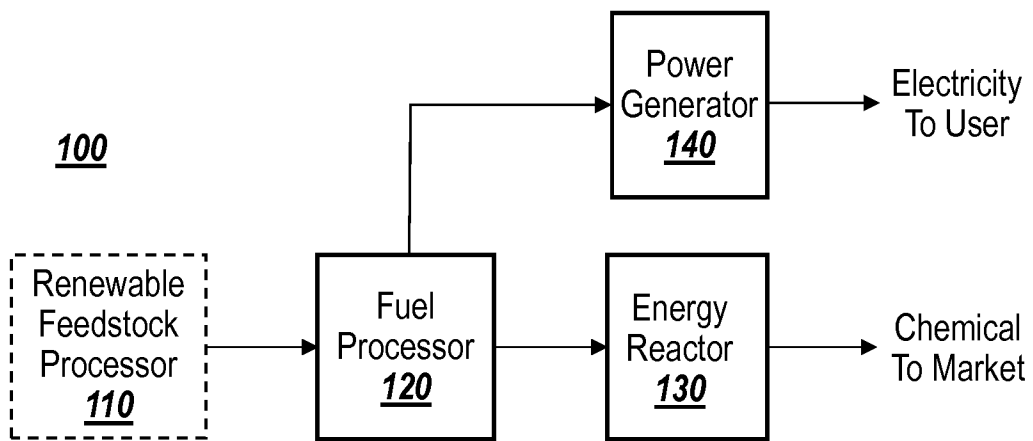 Power
Generator
140
Electricity
To User
100
Renewable
Feedstock
Processor
110
Fuel
Processor
120
Energy
Reactor
130
Chemical
To Market